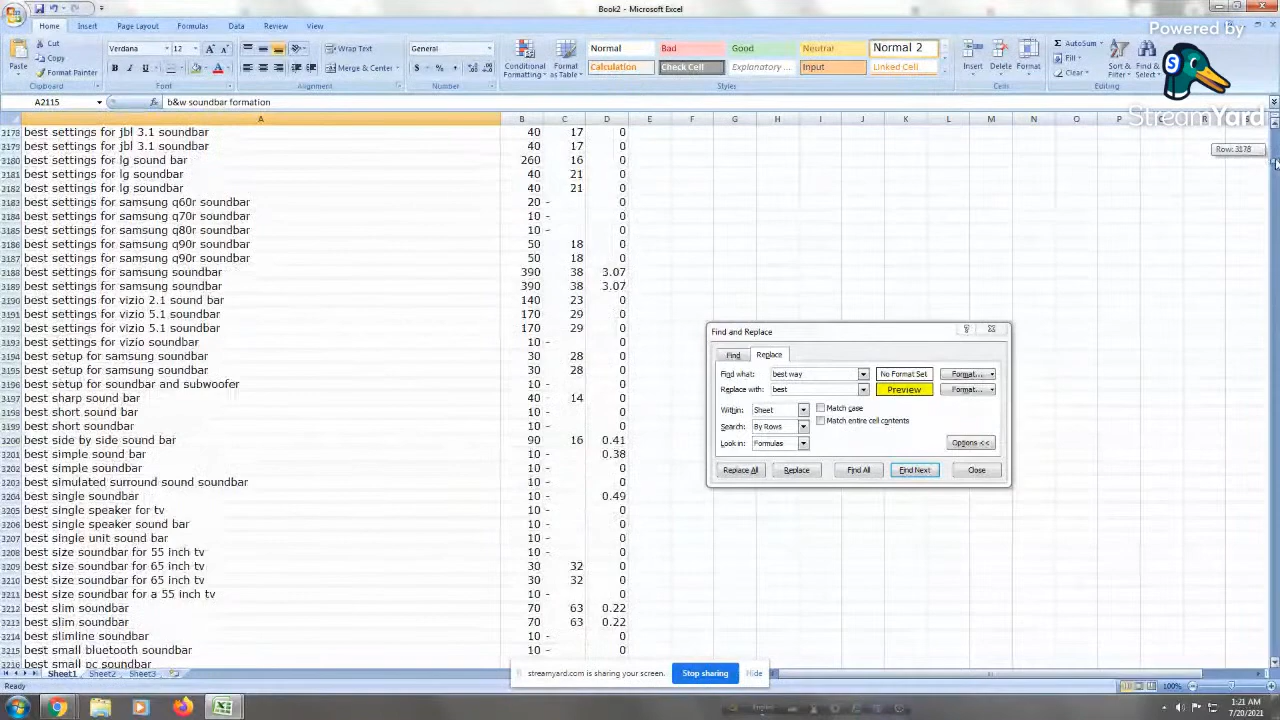 Book2 - Microsoft Excel
Powered by
StreamYard
Home Insert Page Layout Formulas Data Review View
Paste
Cut
Copy
Format Painter
Clipboard
Verdana 12
B I U
Font
Wrap Text
Merge & Center
Alignment
General
$ % ,
Number
Conditional Formatting
Format as Table
Normal Bad Good Neutral Normal 2
Calculation Check Cell Explanatory ... Input Linked Cell
Styles
Insert Delete Format
Cells
AutoSum
Fill
Clear
Sort & Filter
Find & Select
Editing
A2115 b&w soundbar formation
A C D E F G H I J K L M N O P Q R S
Row: 3178
3178 best settings for jbl 3.1 soundbar 40 17 0
3179 best settings for jbl 3.1 soundbar 40 17 0
3180 best settings for lg sound bar 260 16 0
3181 best settings for lg soundbar 40 21 0
3182 best settings for lg soundbar 40 21 0
3183 best settings for samsung q60r soundbar 20 - 0
3184 best settings for samsung q70r soundbar 10 - 0
3185 best settings for samsung q80r soundbar 10 - 0
3186 best settings for samsung q90r soundbar 50 18 0
3187 best settings for samsung q90r soundbar 50 18 0
3188 best settings for samsung soundbar 390 38 3.07
3189 best settings for samsung soundbar 390 38 3.07
3190 best settings for vizio 2.1 sound bar 140 23 0
3191 best settings for vizio 5.1 soundbar 170 29 0
3192 best settings for vizio 5.1 soundbar 170 29 0
3193 best settings for vizio soundbar 10 - 0
3194 best setup for samsung soundbar 30 28 0
3195 best setup for samsung soundbar 30 28 0
3196 best setup for soundbar and subwoofer 10 - 0
3197 best sharp sound bar 40 14 0
3198 best short sound bar 10 - 0
3199 best short soundbar 10 - 0
3200 best side by side sound bar 90 16 0.41
3201 best simple sound bar 10 - 0.38
3202 best simple soundbar 10 - 0
3203 best simulated surround sound soundbar 10 - 0
3204 best single soundbar 10 - 0.49
3205 best single speaker for tv 10 - 0
3206 best single speaker sound bar 10 - 0
3207 best single unit sound bar 10 - 0
3208 best size soundbar for 55 inch tv 10 - 0
3209 best size soundbar for 65 inch tv 30 32 0
3210 best size soundbar for 65 inch tv 30 32 0
3211 best size soundbar for a 55 inch tv 10 - 0
3212 best slim soundbar 70 63 0.22
3213 best slim soundbar 70 63 0.22
3214 best slimline soundbar 10 - 0
3215 best small bluetooth soundbar 10 - 0
3216 best small pc soundbar
Find and Replace
Find Replace
Find what: best way No Format Set Format...
Replace with: best Preview Format...
Within: Sheet Match case
Search: By Rows Match entire cell contents
Look in: Formulas Options <<
Replace All Replace Find All Find Next Close
Sheet1 Sheet2 Sheet3
streamyard.com is sharing your screen. Stop sharing Hide
Ready 100%
English
1:21 AM
7/20/2021